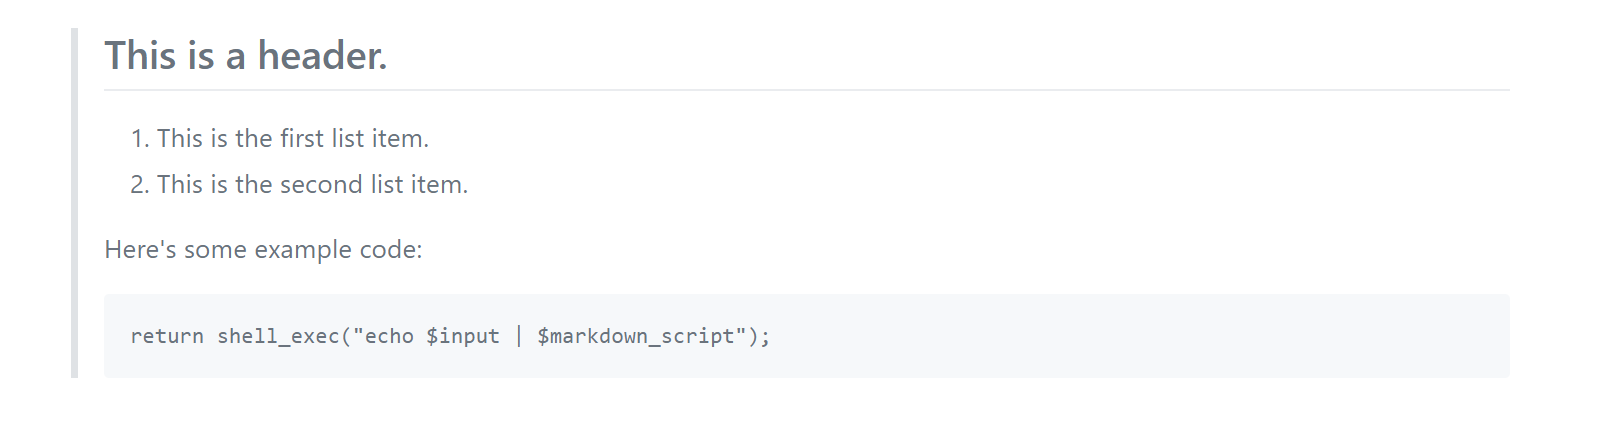 This is a header.
1. This is the first list item.
2. This is the second list item.
Here's some example code:
return shell_exec("echo $input | $markdown_script");